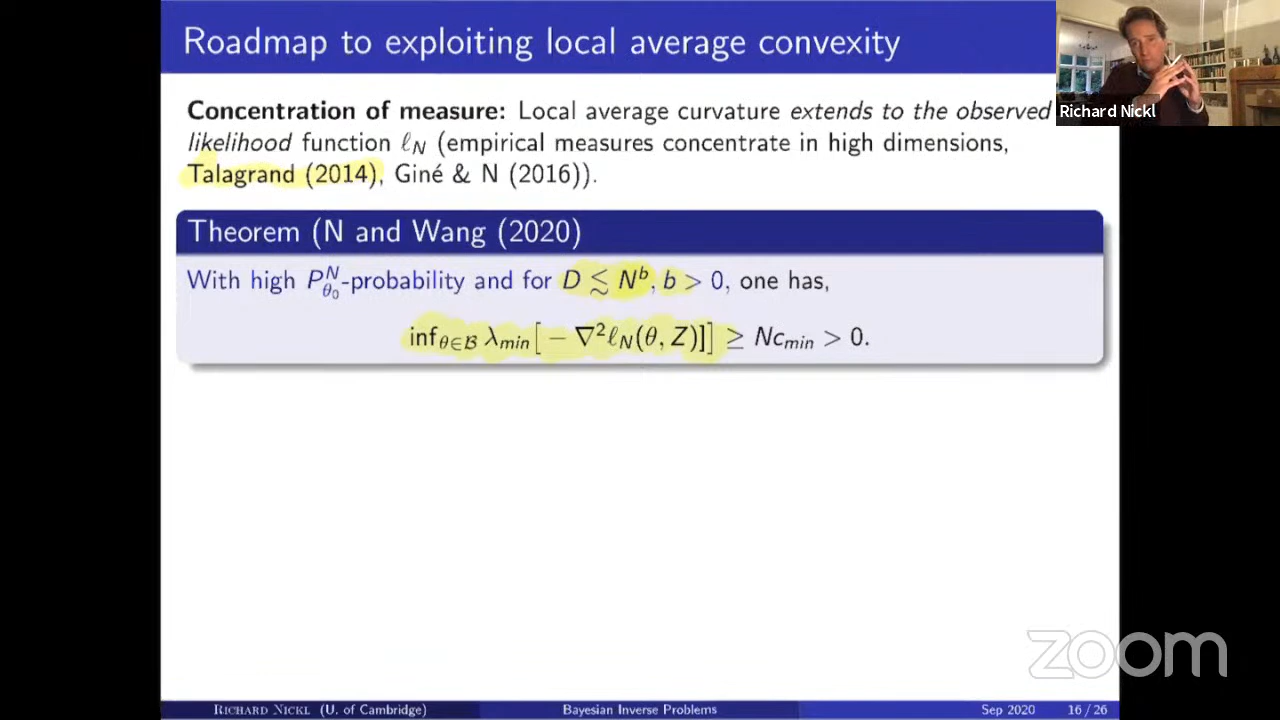 Roadmap to exploiting local average convexity
Richard Nickl
Concentration of measure: Local average curvature extends to the observed
likelihood function ℓ_N (empirical measures concentrate in high dimensions,
Talagrand (2014), Giné & N (2016)).
Theorem (N and Wang (2020)
With high P^N_{θ_0}-probability and for D ≲ N^b, b > 0, one has,
inf_{θ∈ℬ} λ_{min}[ − ∇²ℓ_N(θ, Z)]] ≥ Nc_{min} > 0.
zoom
RICHARD NICKL (U. of Cambridge) Bayesian Inverse Problems Sep 2020 16 / 26